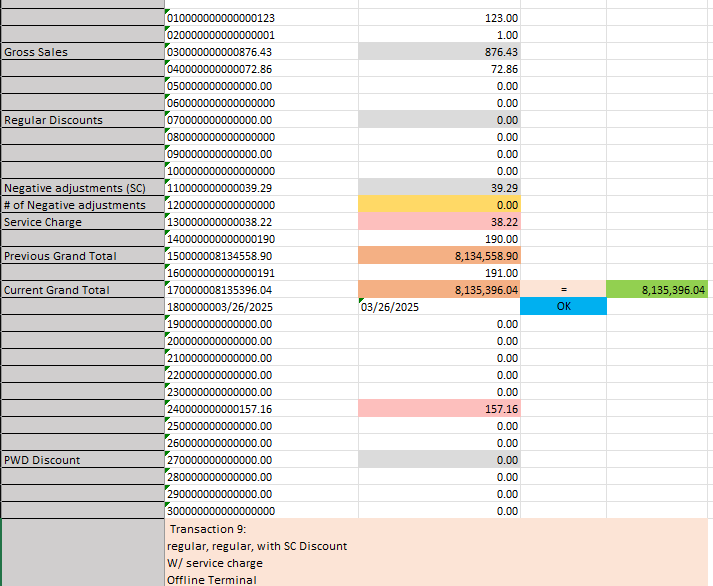 010000000000000123 123.00
020000000000000001 1.00
Gross Sales 030000000000876.43 876.43
040000000000072.86 72.86
050000000000000.00 0.00
060000000000000000 0.00
Regular Discounts 070000000000000.00 0.00
080000000000000000 0.00
090000000000000.00 0.00
100000000000000000 0.00
Negative adjustments (SC) 110000000000039.29 39.29
# of Negative adjustments 120000000000000000 0.00
Service Charge 130000000000038.22 38.22
140000000000000190 190.00
Previous Grand Total 150000008134558.90 8,134,558.90
160000000000000191 191.00
Current Grand Total 170000008135396.04 8,135,396.04 = 8,135,396.04
1800000003/26/2025 03/26/2025 OK
190000000000000.00 0.00
200000000000000.00 0.00
210000000000000.00 0.00
220000000000000.00 0.00
230000000000000.00 0.00
240000000000157.16 157.16
250000000000000.00 0.00
260000000000000.00 0.00
PWD Discount 270000000000000.00 0.00
280000000000000.00 0.00
290000000000000.00 0.00
300000000000000000 0.00
Transaction 9:
regular, regular, with SC Discount
W/ service charge
Offline Terminal